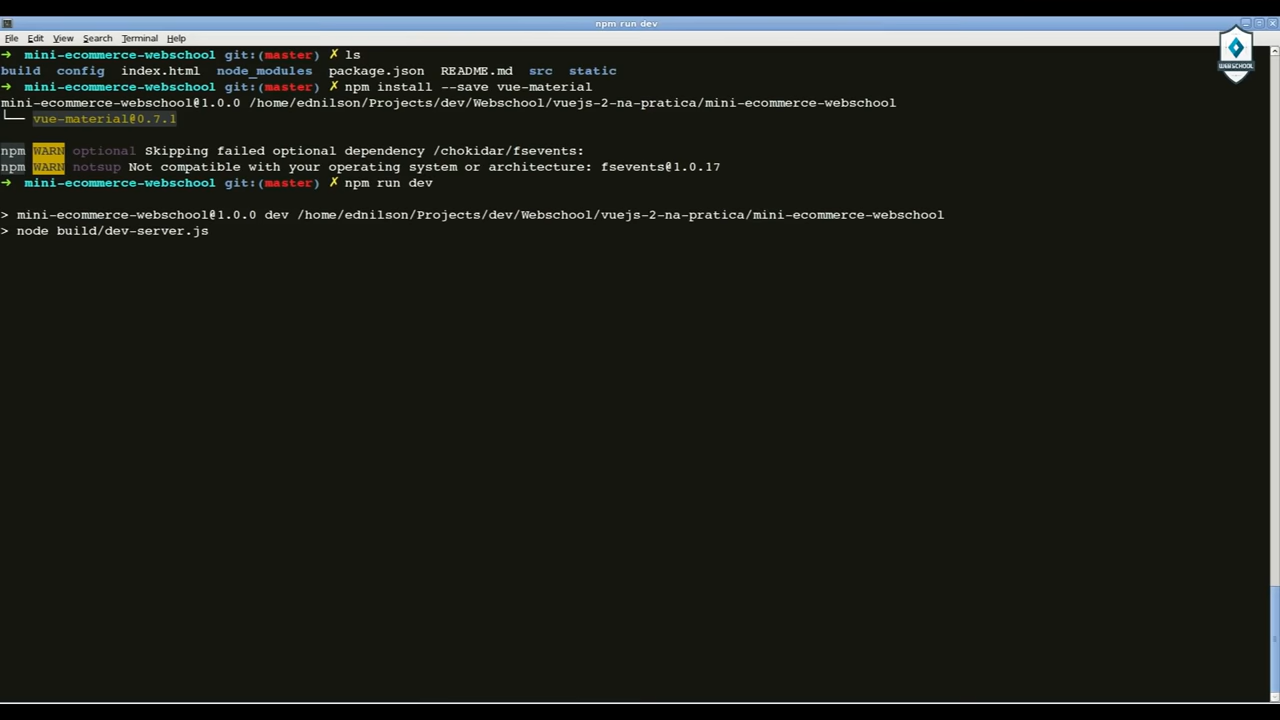 npm run dev
File Edit View Search Terminal Help
→ mini-ecommerce-webschool git:(master) ✗ ls
build config index.html node_modules package.json README.md src static
→ mini-ecommerce-webschool git:(master) ✗ npm install --save vue-material
mini-ecommerce-webschool@1.0.0 /home/ednilson/Projects/dev/Webschool/vuejs-2-na-pratica/mini-ecommerce-webschool
└── vue-material@0.7.1
npm WARN optional Skipping failed optional dependency /chokidar/fsevents:
npm WARN notsup Not compatible with your operating system or architecture: fsevents@1.0.17
→ mini-ecommerce-webschool git:(master) ✗ npm run dev
> mini-ecommerce-webschool@1.0.0 dev /home/ednilson/Projects/dev/Webschool/vuejs-2-na-pratica/mini-ecommerce-webschool
> node build/dev-server.js
WEBSCHOOL